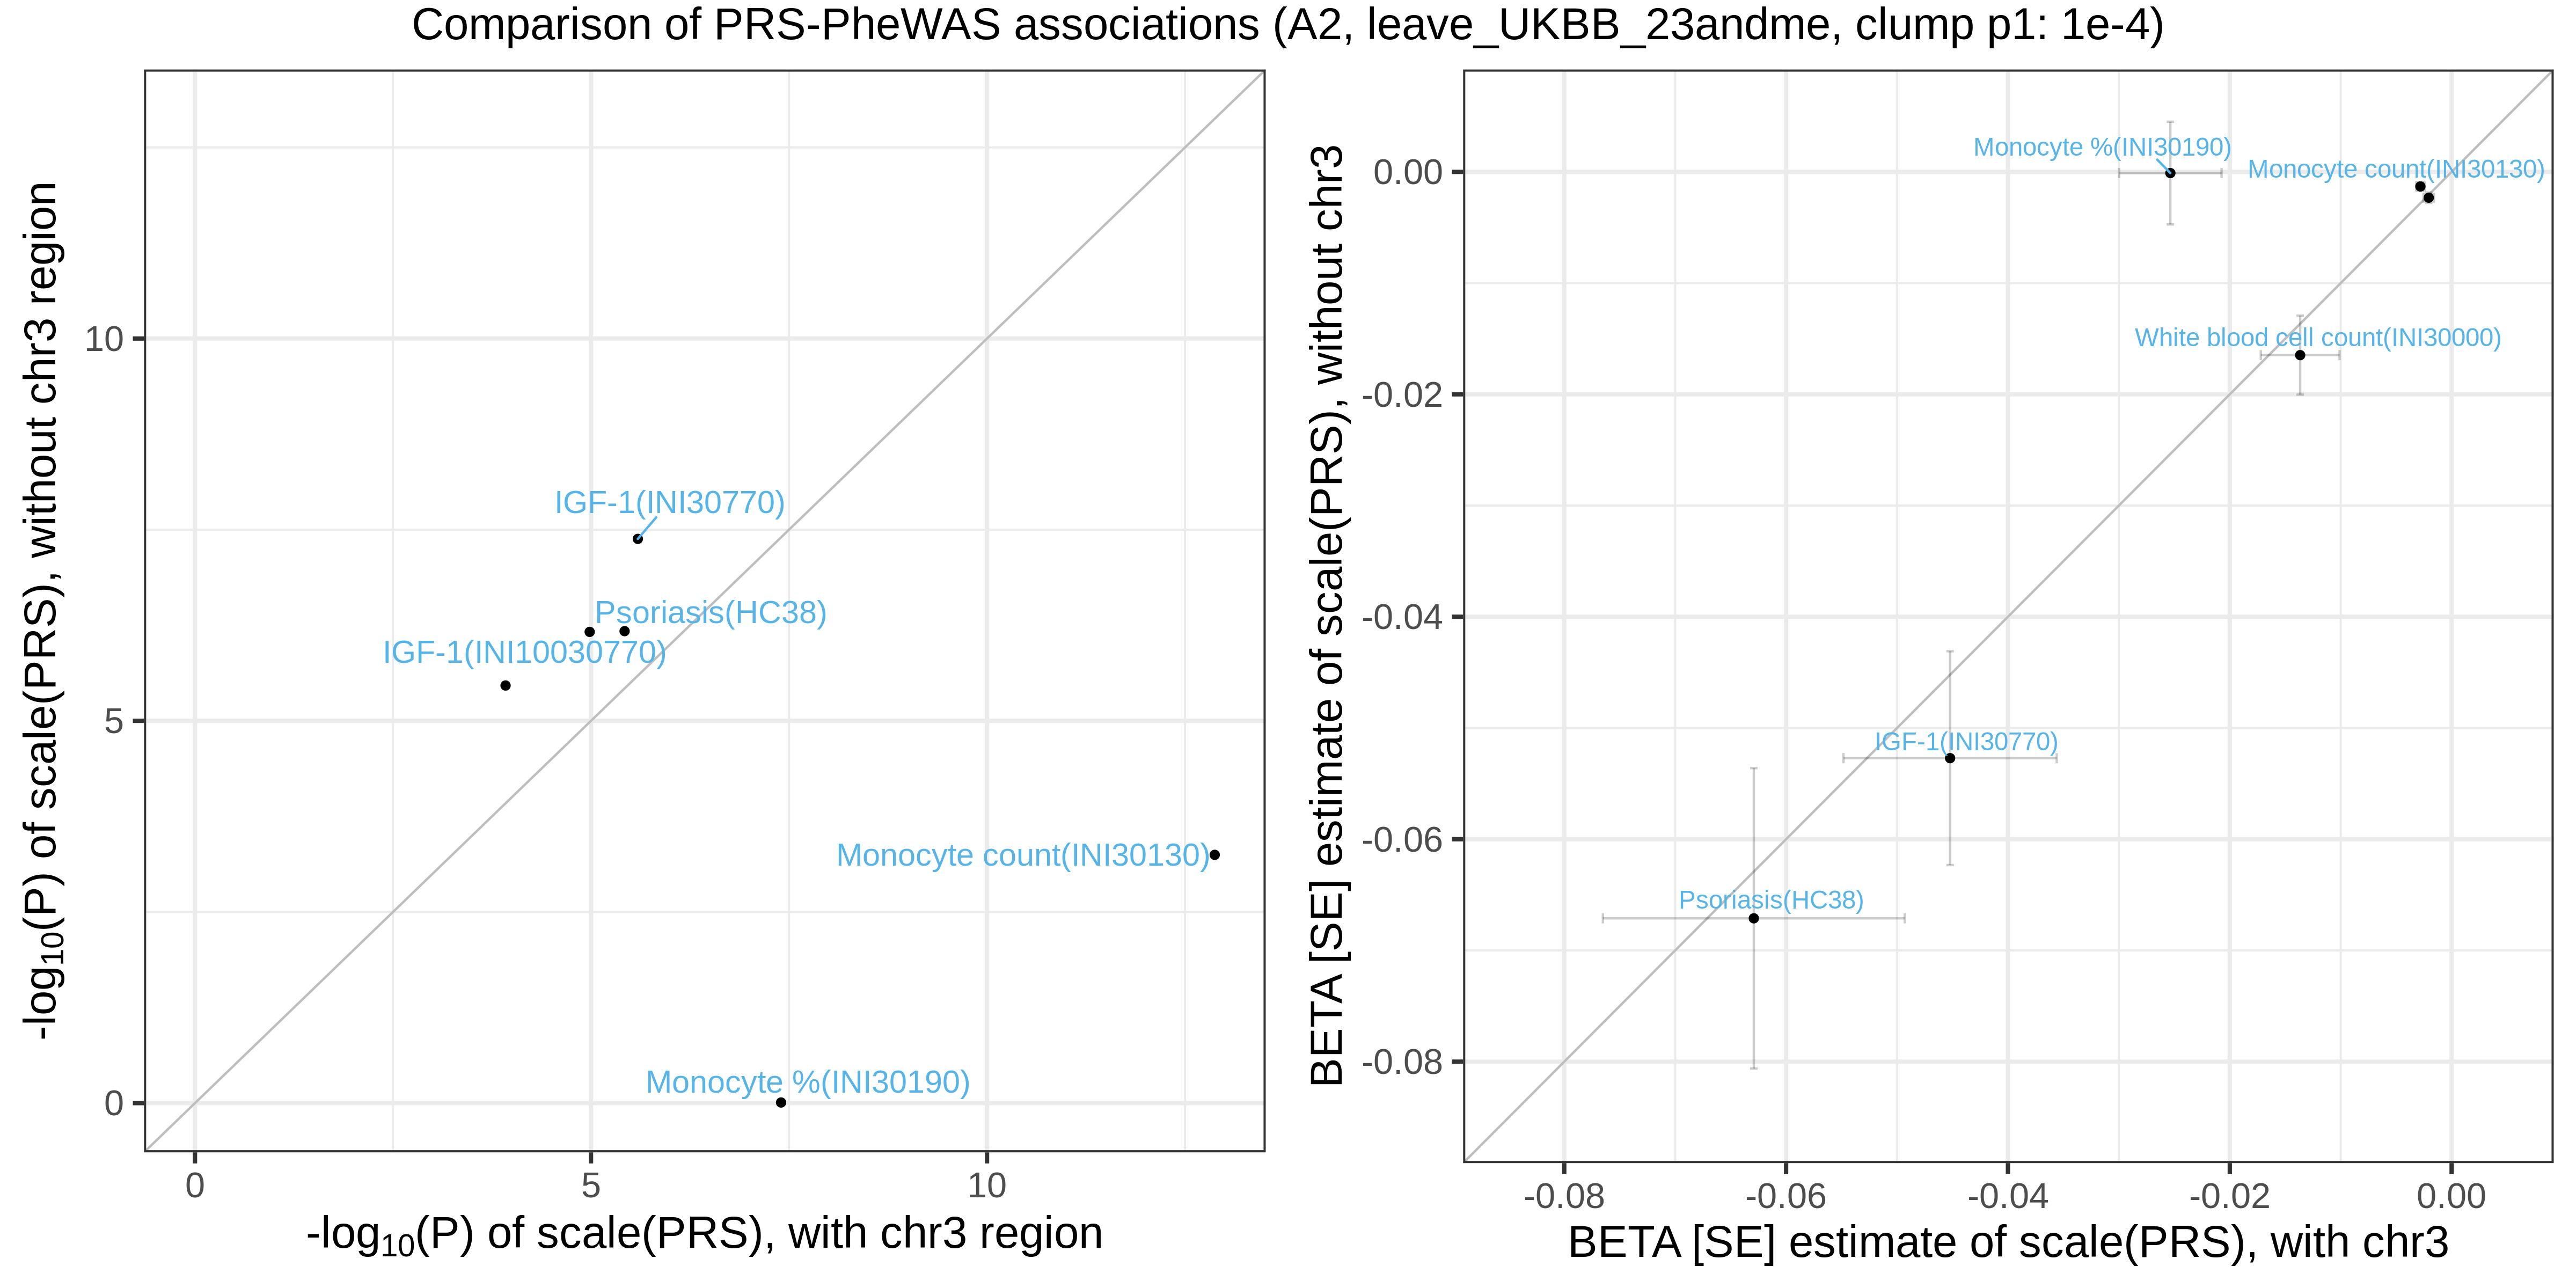 Comparison of PRS-PheWAS associations (A2, leave_UKBB_23andme, clump p1: 1e-4)
-log10(P) of scale(PRS), without chr3 region
10
5
0
IGF-1(INI30770)
Psoriasis(HC38)
IGF-1(INI10030770)
Monocyte count(INI30130)
Monocyte %(INI30190)
0 5 10
-log10(P) of scale(PRS), with chr3 region
BETA [SE] estimate of scale(PRS), without chr3
0.00
-0.02
-0.04
-0.06
-0.08
Monocyte %(INI30190)
Monocyte count(INI30130)
White blood cell count(INI30000)
IGF-1(INI30770)
Psoriasis(HC38)
-0.08 -0.06 -0.04 -0.02 0.00
BETA [SE] estimate of scale(PRS), with chr3